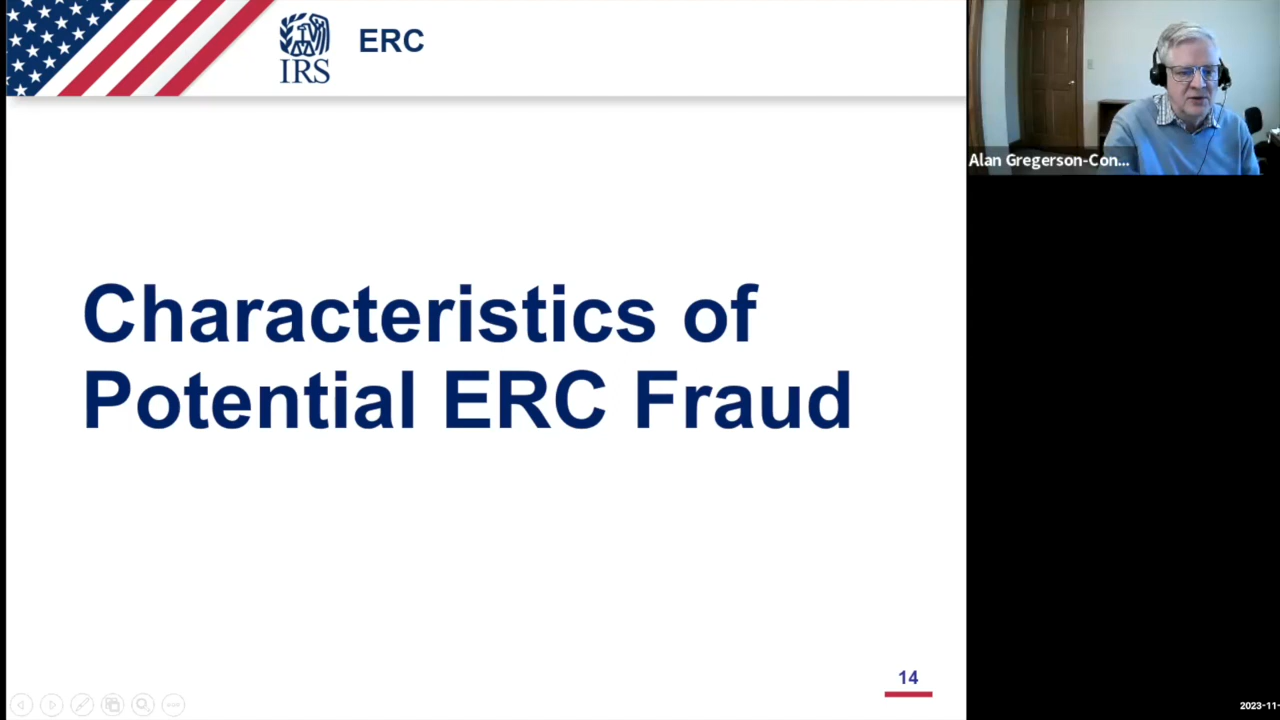 IRS
ERC
Alan Gregerson-Con...
Characteristics of
Potential ERC Fraud
14
2023-11-